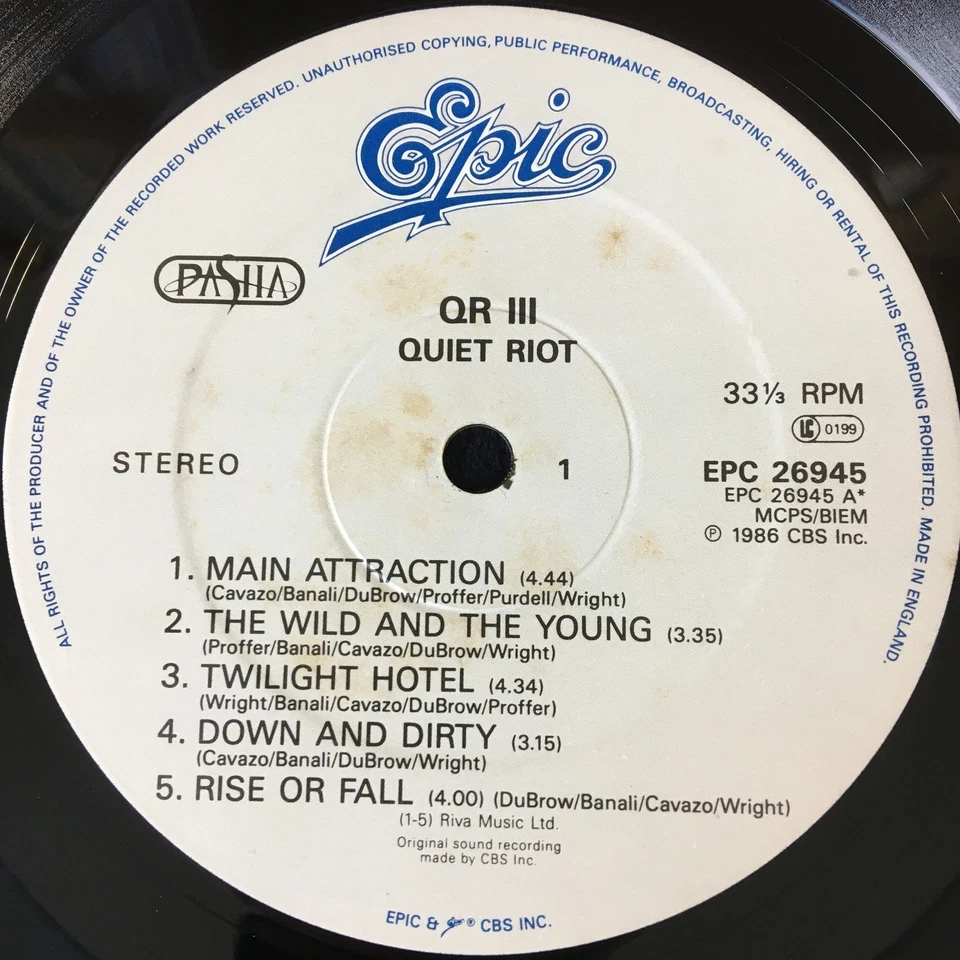 ALL RIGHTS OF THE PRODUCER AND OF THE OWNER OF THE RECORDED WORK RESERVED. UNAUTHORISED COPYING, PUBLIC PERFORMANCE, BROADCASTING, HIRING OR RENTAL OF THIS RECORDING PROHIBITED. MADE IN ENGLAND.
Epic
PASHA
QR III
QUIET RIOT
33⅓ RPM
LC 0199
STEREO
1
EPC 26945
EPC 26945 A*
MCPS/BIEM
℗ 1986 CBS Inc.
1. MAIN ATTRACTION (4.44)
(Cavazo/Banali/DuBrow/Proffer/Purdell/Wright)
2. THE WILD AND THE YOUNG (3.35)
(Proffer/Banali/Cavazo/DuBrow/Wright)
3. TWILIGHT HOTEL (4.34)
(Wright/Banali/Cavazo/DuBrow/Proffer)
4. DOWN AND DIRTY (3.15)
(Cavazo/Banali/DuBrow/Wright)
5. RISE OR FALL (4.00) (DuBrow/Banali/Cavazo/Wright)
(1-5) Riva Music Ltd.
Original sound recording
made by CBS Inc.
EPIC & Epic® CBS INC.